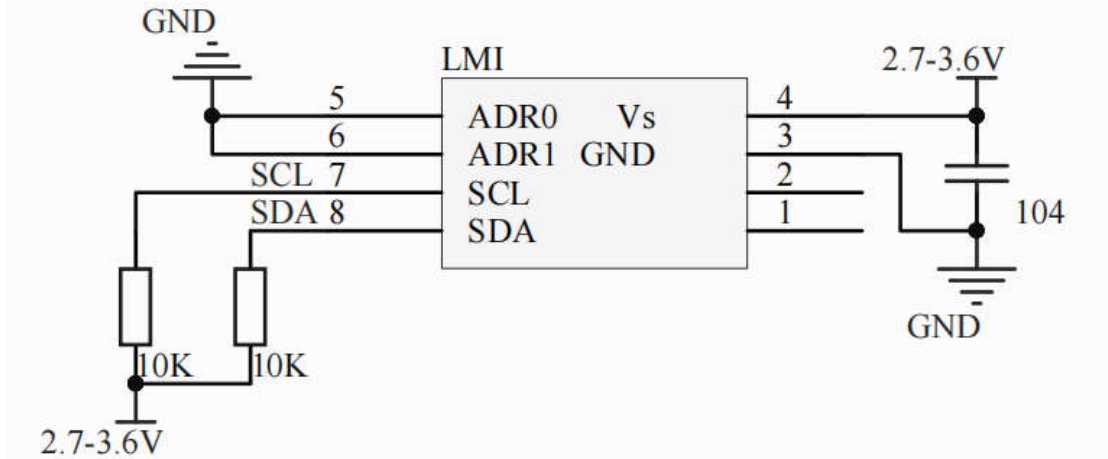 GND
LMI
2.7-3.6V
5 ADR0 Vs 4
6 ADR1 GND 3
SCL 7 SCL 2
SDA 8 SDA 1
104
GND
10K 10K
2.7-3.6V